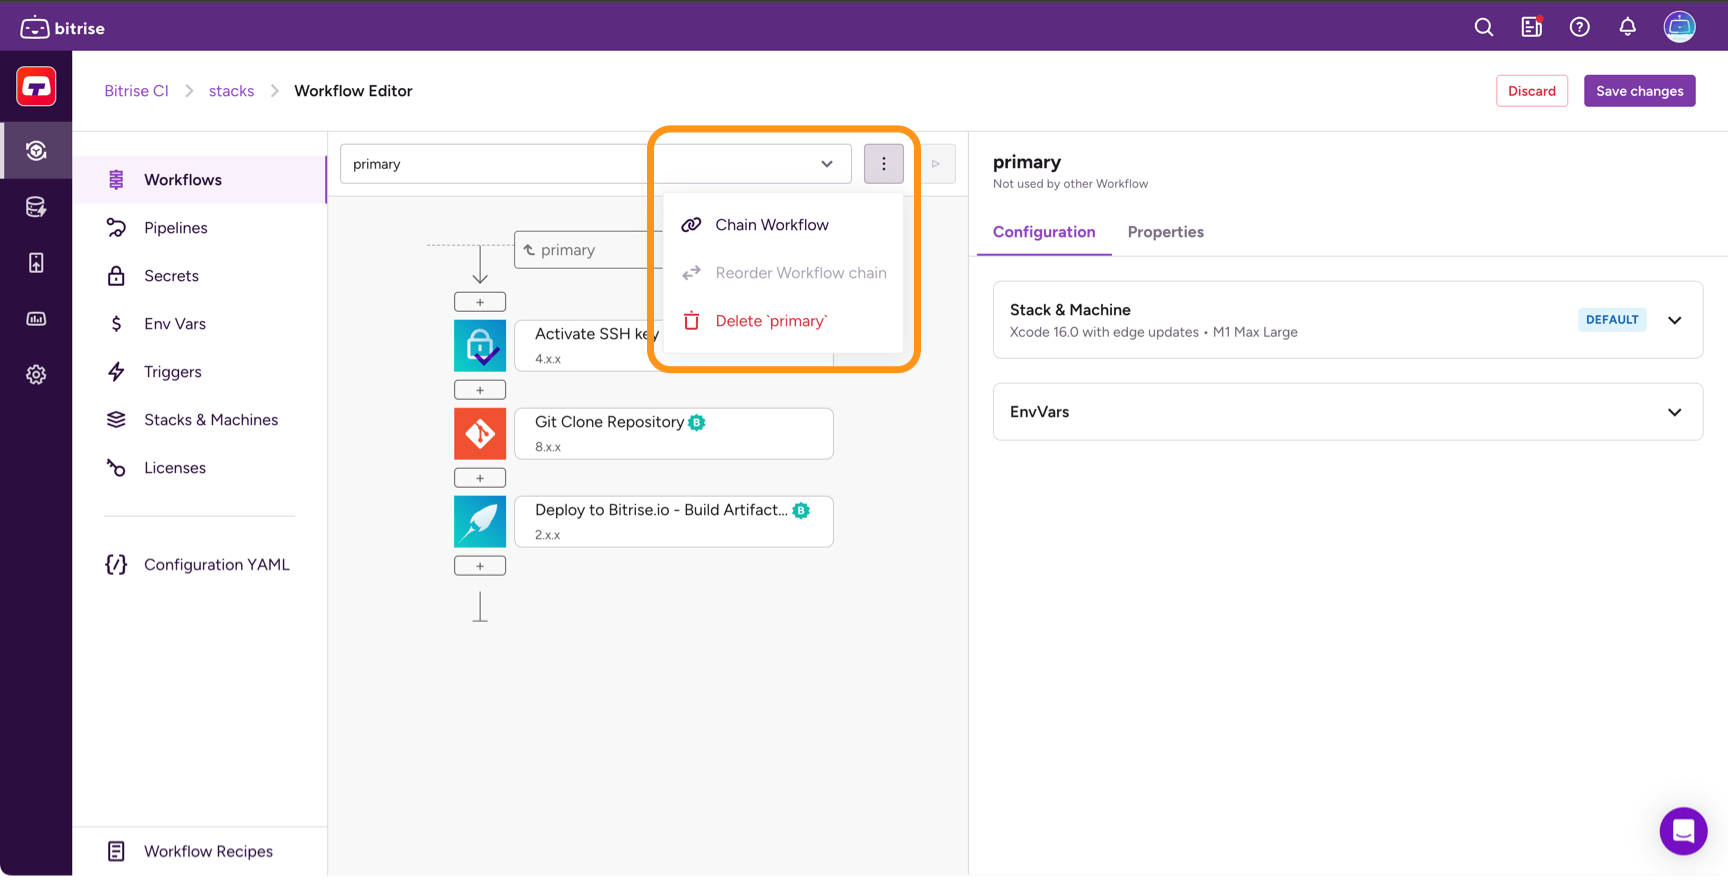 bitrise
Bitrise CI
stacks
Workflow Editor
Discard
Save changes
Workflows
Pipelines
Secrets
Env Vars
Triggers
Stacks & Machines
Licenses
Configuration YAML
Workflow Recipes
primary
Chain Workflow
Reorder Workflow chain
Delete `primary`
primary
+
Activate SSH key
4.x.x
+
Git Clone Repository
B
8.x.x
+
Deploy to Bitrise.io - Build Artifact...
B
2.x.x
+
primary
Not used by other Workflow
Configuration
Properties
Stack & Machine
Xcode 16.0 with edge updates • M1 Max Large
DEFAULT
EnvVars